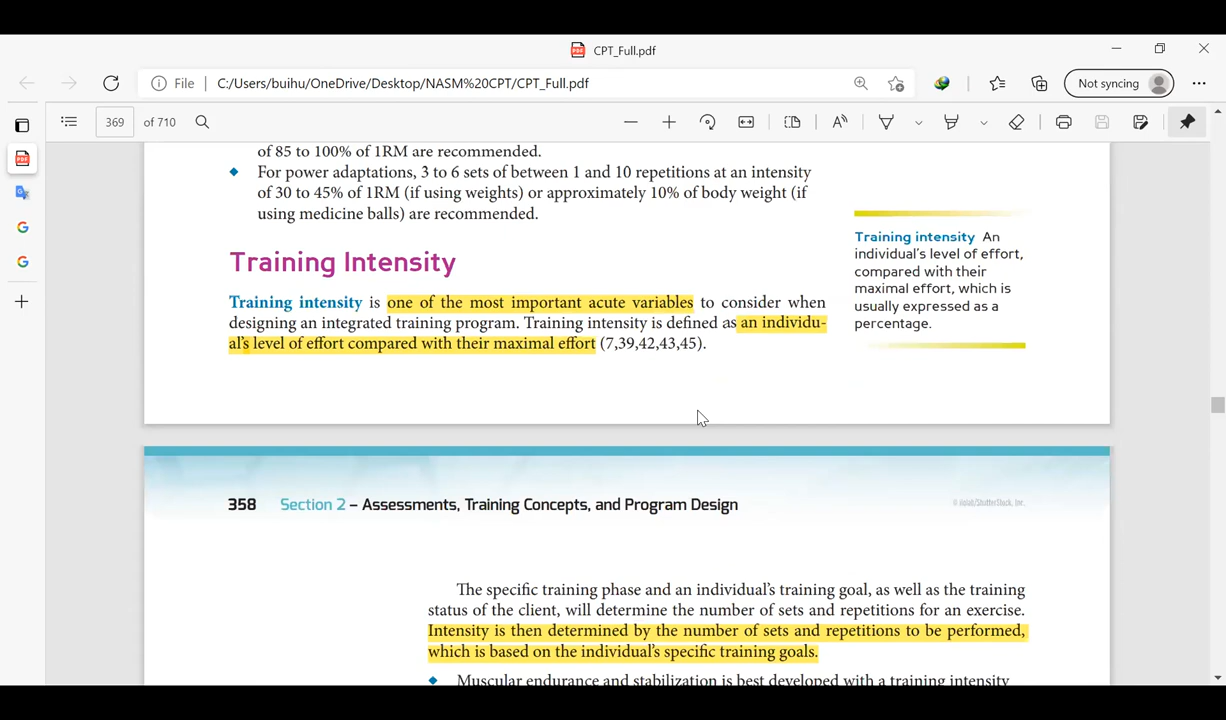 CPT_Full.pdf
File C:/Users/buihu/OneDrive/Desktop/NASM%20CPT/CPT_Full.pdf
Not syncing
369 of 710
of 85 to 100% of 1RM are recommended.
◆ For power adaptations, 3 to 6 sets of between 1 and 10 repetitions at an intensity
of 30 to 45% of 1RM (if using weights) or approximately 10% of body weight (if
using medicine balls) are recommended.
Training Intensity
Training intensity is one of the most important acute variables to consider when
designing an integrated training program. Training intensity is defined as an individu-
al's level of effort compared with their maximal effort (7,39,42,43,45).
Training intensity An
individual's level of effort,
compared with their
maximal effort, which is
usually expressed as a
percentage.
358 Section 2 – Assessments, Training Concepts, and Program Design
The specific training phase and an individual's training goal, as well as the training
status of the client, will determine the number of sets and repetitions for an exercise.
Intensity is then determined by the number of sets and repetitions to be performed,
which is based on the individual's specific training goals.
◆ Muscular endurance and stabilization is best developed with a training intensity